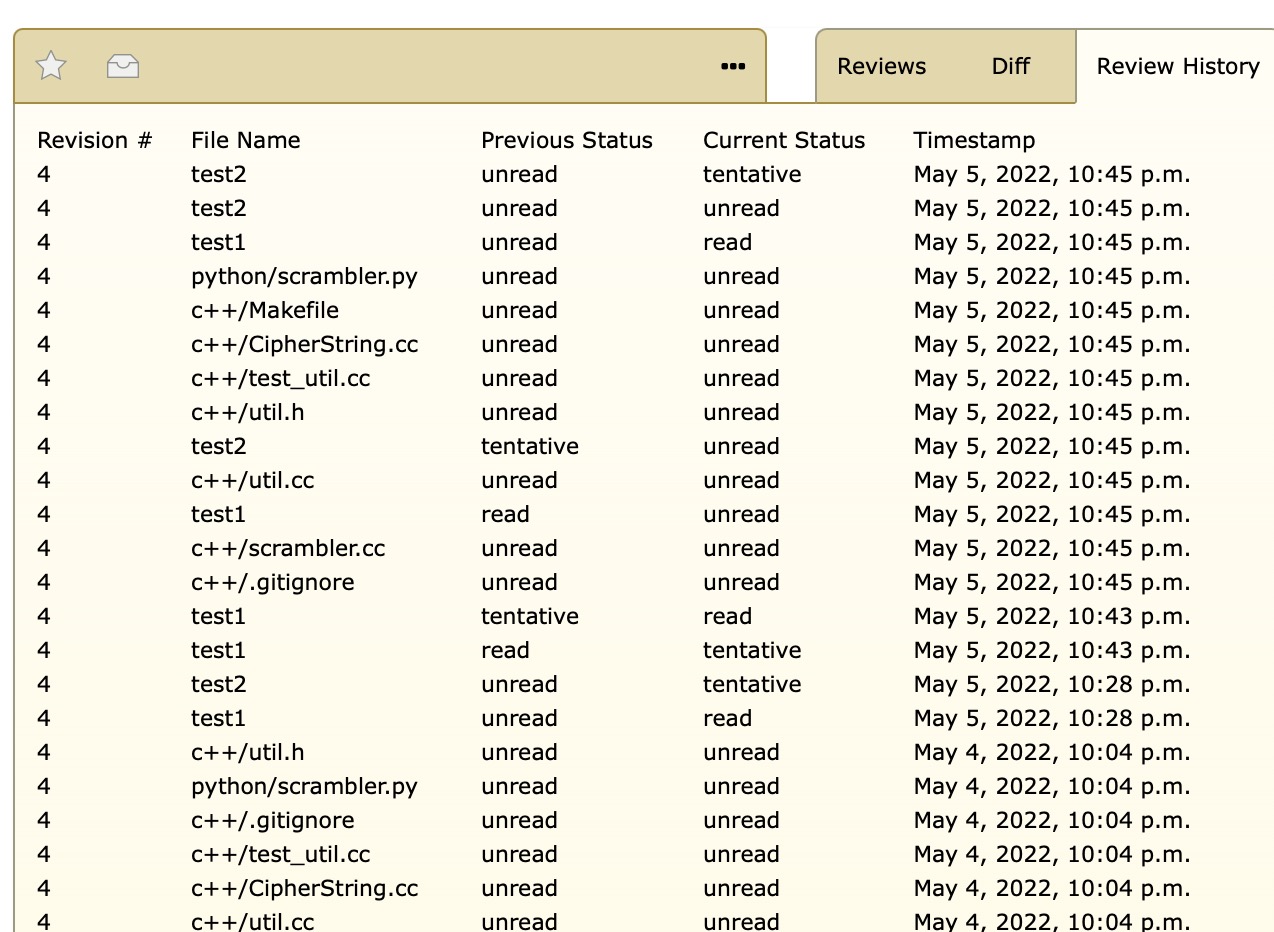 Reviews Diff Review History
Revision # File Name Previous Status Current Status Timestamp
4 test2 unread tentative May 5, 2022, 10:45 p.m.
4 test2 unread unread May 5, 2022, 10:45 p.m.
4 test1 unread read May 5, 2022, 10:45 p.m.
4 python/scrambler.py unread unread May 5, 2022, 10:45 p.m.
4 c++/Makefile unread unread May 5, 2022, 10:45 p.m.
4 c++/CipherString.cc unread unread May 5, 2022, 10:45 p.m.
4 c++/test_util.cc unread unread May 5, 2022, 10:45 p.m.
4 c++/util.h unread unread May 5, 2022, 10:45 p.m.
4 test2 tentative unread May 5, 2022, 10:45 p.m.
4 c++/util.cc unread unread May 5, 2022, 10:45 p.m.
4 test1 read unread May 5, 2022, 10:45 p.m.
4 c++/scrambler.cc unread unread May 5, 2022, 10:45 p.m.
4 c++/.gitignore unread unread May 5, 2022, 10:45 p.m.
4 test1 tentative read May 5, 2022, 10:43 p.m.
4 test1 read tentative May 5, 2022, 10:43 p.m.
4 test2 unread tentative May 5, 2022, 10:28 p.m.
4 test1 unread read May 5, 2022, 10:28 p.m.
4 c++/util.h unread unread May 4, 2022, 10:04 p.m.
4 python/scrambler.py unread unread May 4, 2022, 10:04 p.m.
4 c++/.gitignore unread unread May 4, 2022, 10:04 p.m.
4 c++/test_util.cc unread unread May 4, 2022, 10:04 p.m.
4 c++/CipherString.cc unread unread May 4, 2022, 10:04 p.m.
4 c++/util.cc unread unread May 4, 2022, 10:04 p.m.